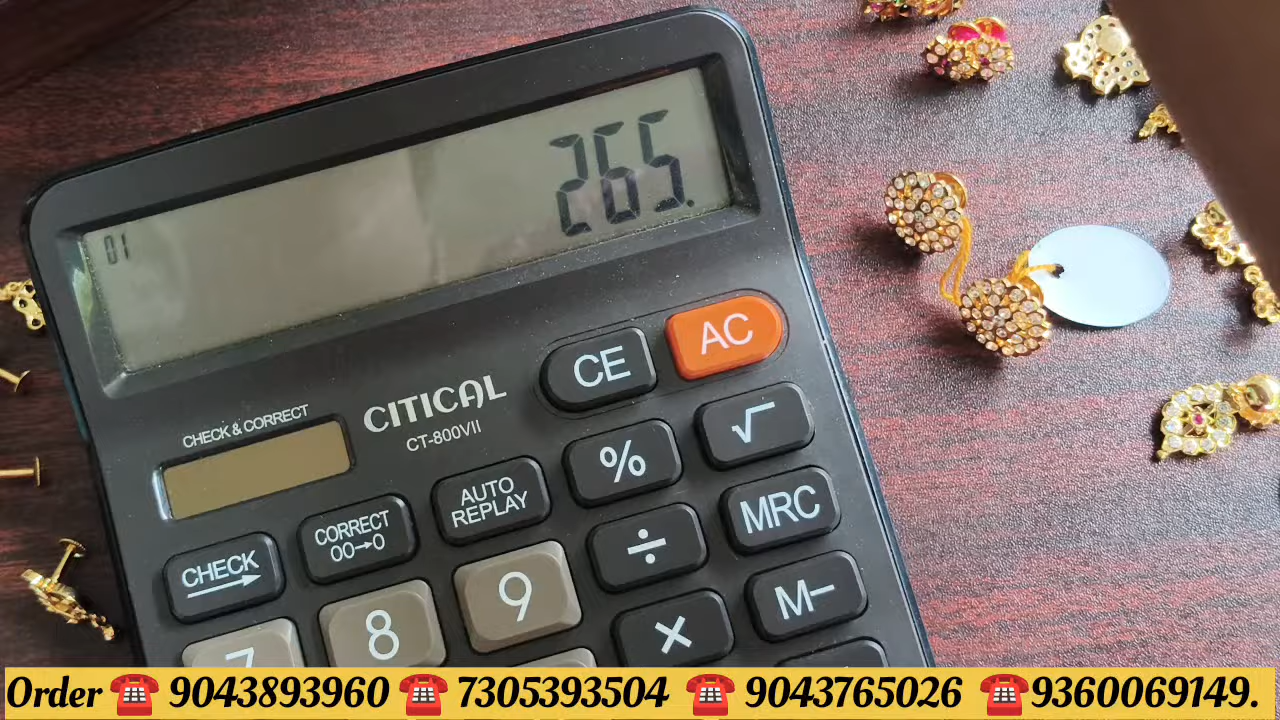 265.
01
CITICAL
CT-800VII
CHECK & CORRECT
CE
AC
%
√
AUTO
REPLAY
÷
MRC
CHECK
CORRECT
00→0
7
8
9
×
M−
Order ☎ 9043893960 ☎ 7305393504 ☎ 9043765026 ☎9360069149.